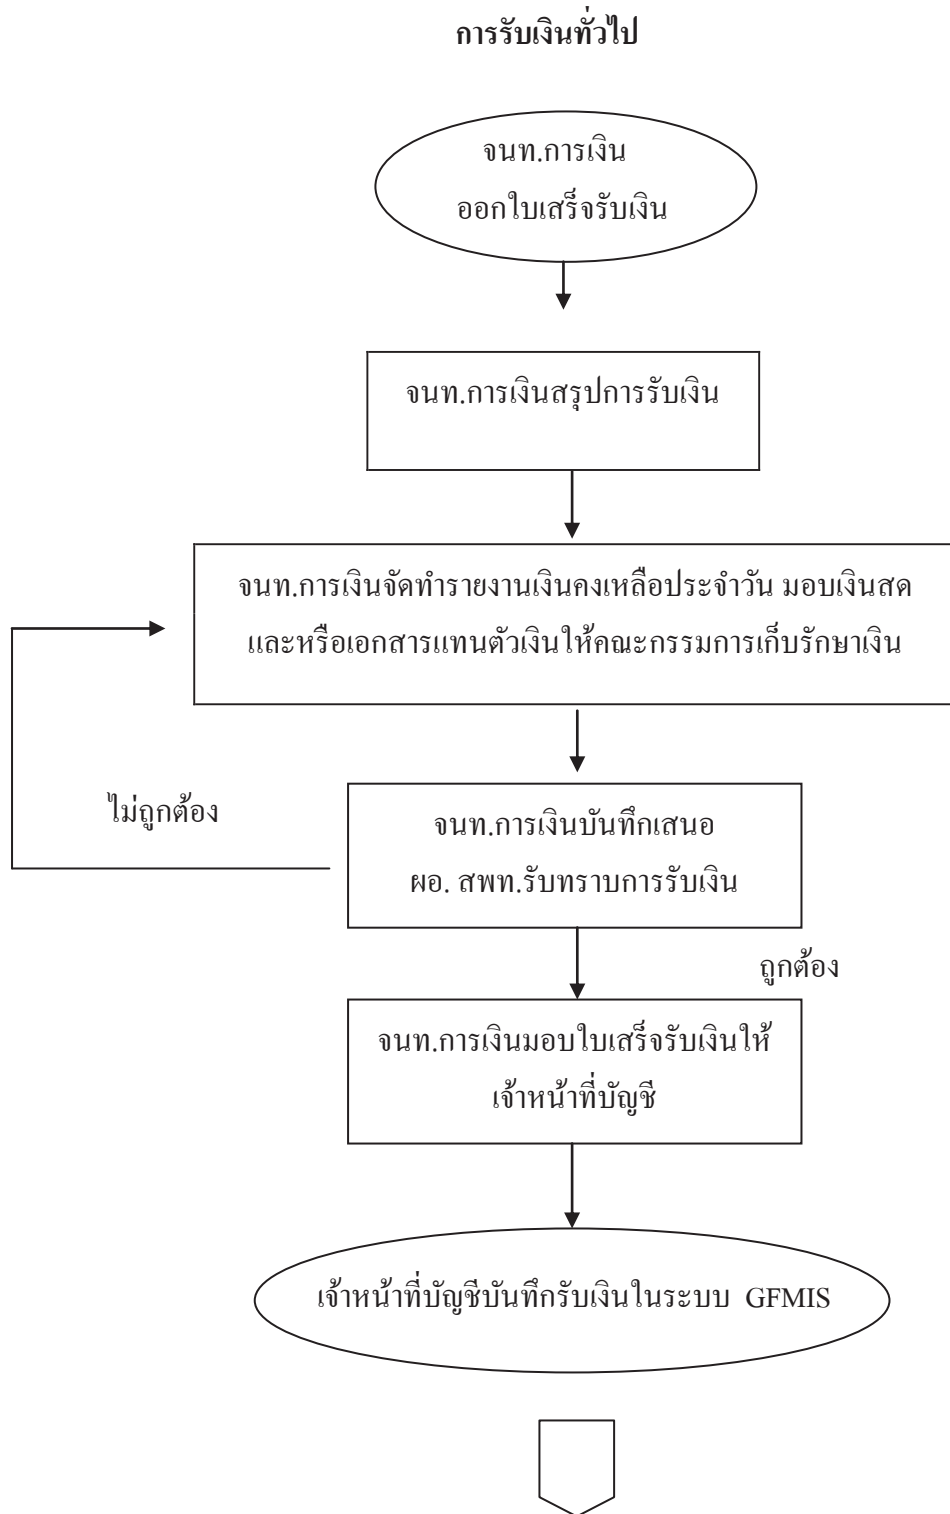 การรับเงินทั่วไป
จนท.การเงิน
ออกใบเสร็จรับเงิน
จนท.การเงินสรุปการรับเงิน
จนท.การเงินจัดทำรายงานเงินคงเหลือประจำวัน มอบเงินสด
และหรือเอกสารแทนตัวเงินให้คณะกรรมการเก็บรักษาเงิน
ไม่ถูกต้อง
จนท.การเงินบันทึกเสนอ
ผอ. สพท.รับทราบการรับเงิน
ถูกต้อง
จนท.การเงินมอบใบเสร็จรับเงินให้
เจ้าหน้าที่บัญชี
เจ้าหน้าที่บัญชีบันทึกรับเงินในระบบ GFMIS